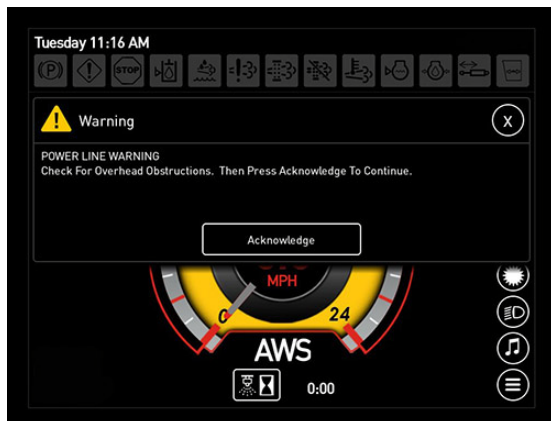 Tuesday 11:16 AM
(P)
STOP
Warning
X
POWER LINE WARNING
Check For Overhead Obstructions. Then Press Acknowledge To Continue.
Acknowledge
MPH
0
24
AWS
0:00